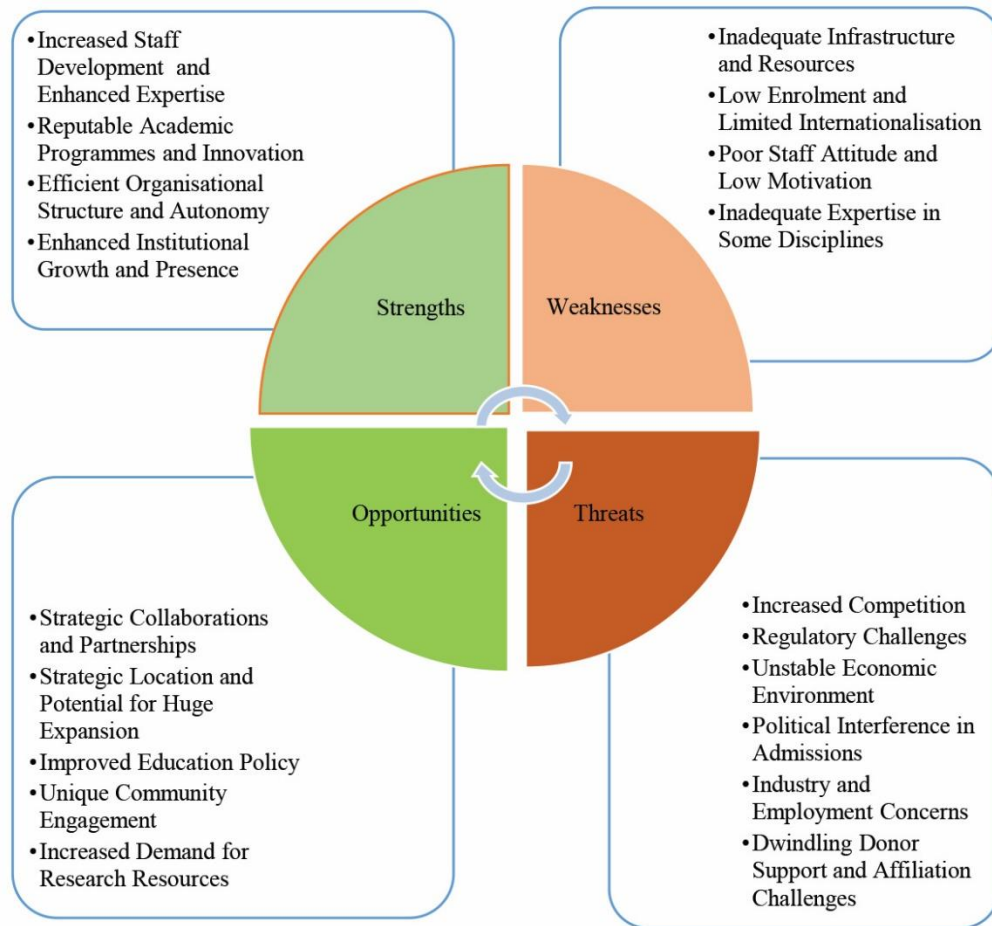 •Increased Staff
Development and
Enhanced Expertise
•Reputable Academic
Programmes and Innovation
•Efficient Organisational
Structure and Autonomy
•Enhanced Institutional
Growth and Presence
•Inadequate Infrastructure
and Resources
•Low Enrolment and
Limited Internationalisation
•Poor Staff Attitude and
Low Motivation
•Inadequate Expertise in
Some Disciplines
Strengths
Weaknesses
Opportunities
Threats
•Strategic Collaborations
and Partnerships
•Strategic Location and
Potential for Huge
Expansion
•Improved Education Policy
•Unique Community
Engagement
•Increased Demand for
Research Resources
•Increased Competition
•Regulatory Challenges
•Unstable Economic
Environment
•Political Interference in
Admissions
•Industry and
Employment Concerns
•Dwindling Donor
Support and Affiliation
Challenges